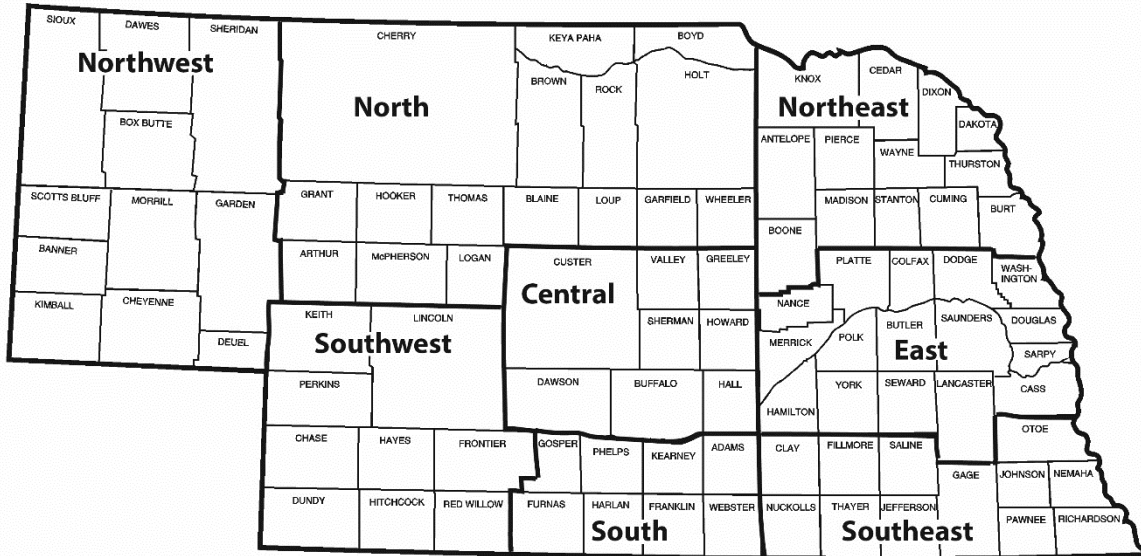 SIOUX
DAWES
SHERIDAN
CHERRY
KEYA PAHA
BOYD
Northwest
North
BROWN
ROCK
HOLT
KNOX
CEDAR
DIXON
Northeast
DAKOTA
BOX BUTTE
ANTELOPE
PIERCE
WAYNE
THURSTON
SCOTTS BLUFF
MORRILL
GARDEN
GRANT
HOOKER
THOMAS
BLAINE
LOUP
GARFIELD
WHEELER
MADISON
STANTON
CUMING
BURT
BOONE
BANNER
ARTHUR
McPHERSON
LOGAN
CUSTER
VALLEY
GREELEY
PLATTE
COLFAX
DODGE
WASH-
INGTON
KIMBALL
CHEYENNE
Central
NANCE
KEITH
LINCOLN
SHERMAN
HOWARD
MERRICK
POLK
BUTLER
SAUNDERS
DOUGLAS
DEUEL
Southwest
East
SARPY
PERKINS
DAWSON
BUFFALO
HALL
HAMILTON
YORK
SEWARD
LANCASTER
CASS
CHASE
HAYES
FRONTIER
GOSPER
PHELPS
KEARNEY
ADAMS
CLAY
FILLMORE
SALINE
OTOE
GAGE
JOHNSON
NEMAHA
DUNDY
HITCHCOCK
RED WILLOW
FURNAS
HARLAN
FRANKLIN
WEBSTER
NUCKOLLS
THAYER
JEFFERSON
South
Southeast
PAWNEE
RICHARDSON